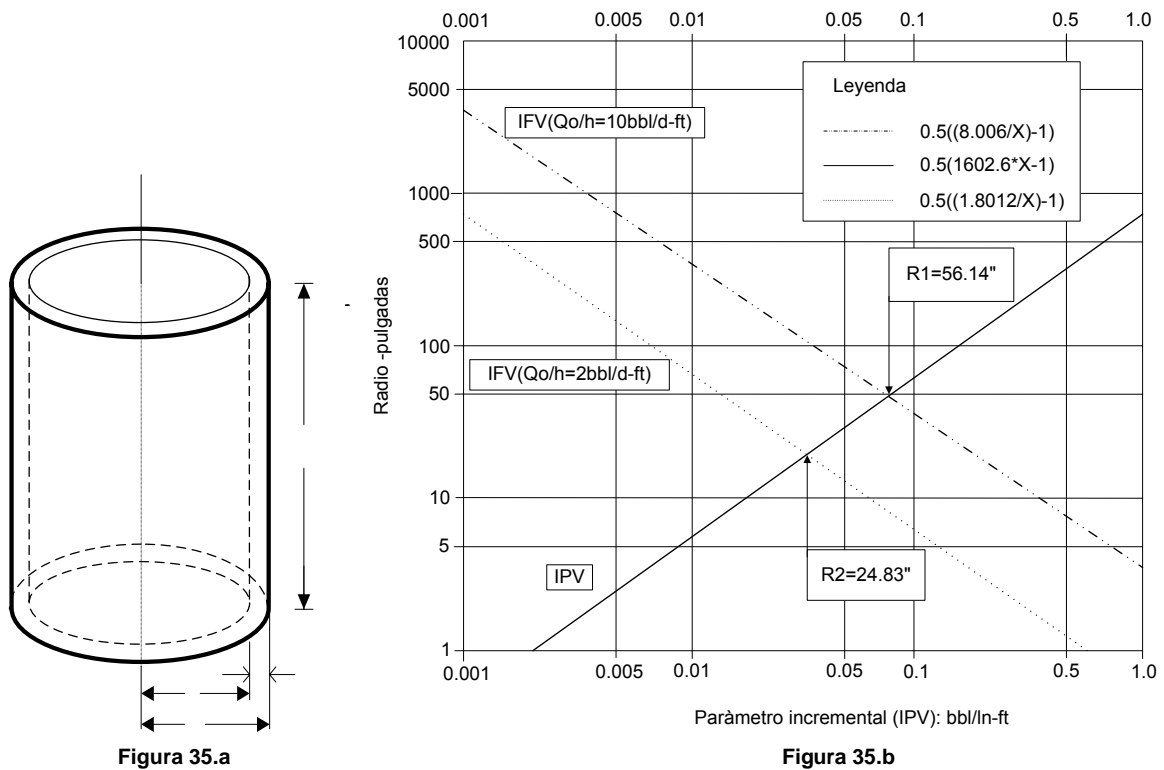 0.001 0.005 0.01 0.05 0.1 0.5 1.0
10000
5000
1000
500
100
50
10
5
1
Radio -pulgadas
IFV(Qo/h=10bbl/d-ft)
Leyenda
0.5((8.006/X)-1)
0.5(1602.6*X-1)
0.5((1.8012/X)-1)
R1=56.14"
IFV(Qo/h=2bbl/d-ft)
IPV
R2=24.83"
0.001 0.005 0.01 0.05 0.1 0.5 1.0
Paràmetro incremental (IPV): bbl/In-ft
Figura 35.a
Figura 35.b